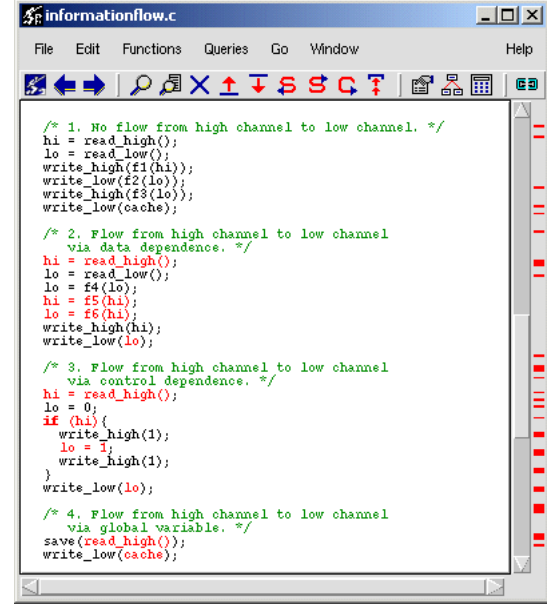 informationflow.c
File Edit Functions Queries Go Window Help
/* 1. No flow from high channel to low channel. */
hi = read_high();
lo = read_low();
write_high(f1(hi));
write_low(f2(lo));
write_high(f3(lo));
write_low(cache);
/* 2. Flow from high channel to low channel
via data dependence. */
hi = read_high();
lo = read_low();
lo = f4(lo);
hi = f5(hi);
lo = f6(hi);
write_high(hi);
write_low(lo);
/* 3. Flow from high channel to low channel
via control dependence. */
hi = read_high();
lo = 0;
if (hi){
write_high(1);
lo = 1;
write_high(1);
}
write_low(lo);
/* 4. Flow from high channel to low channel
via global variable. */
save(read_high());
write_low(cache);